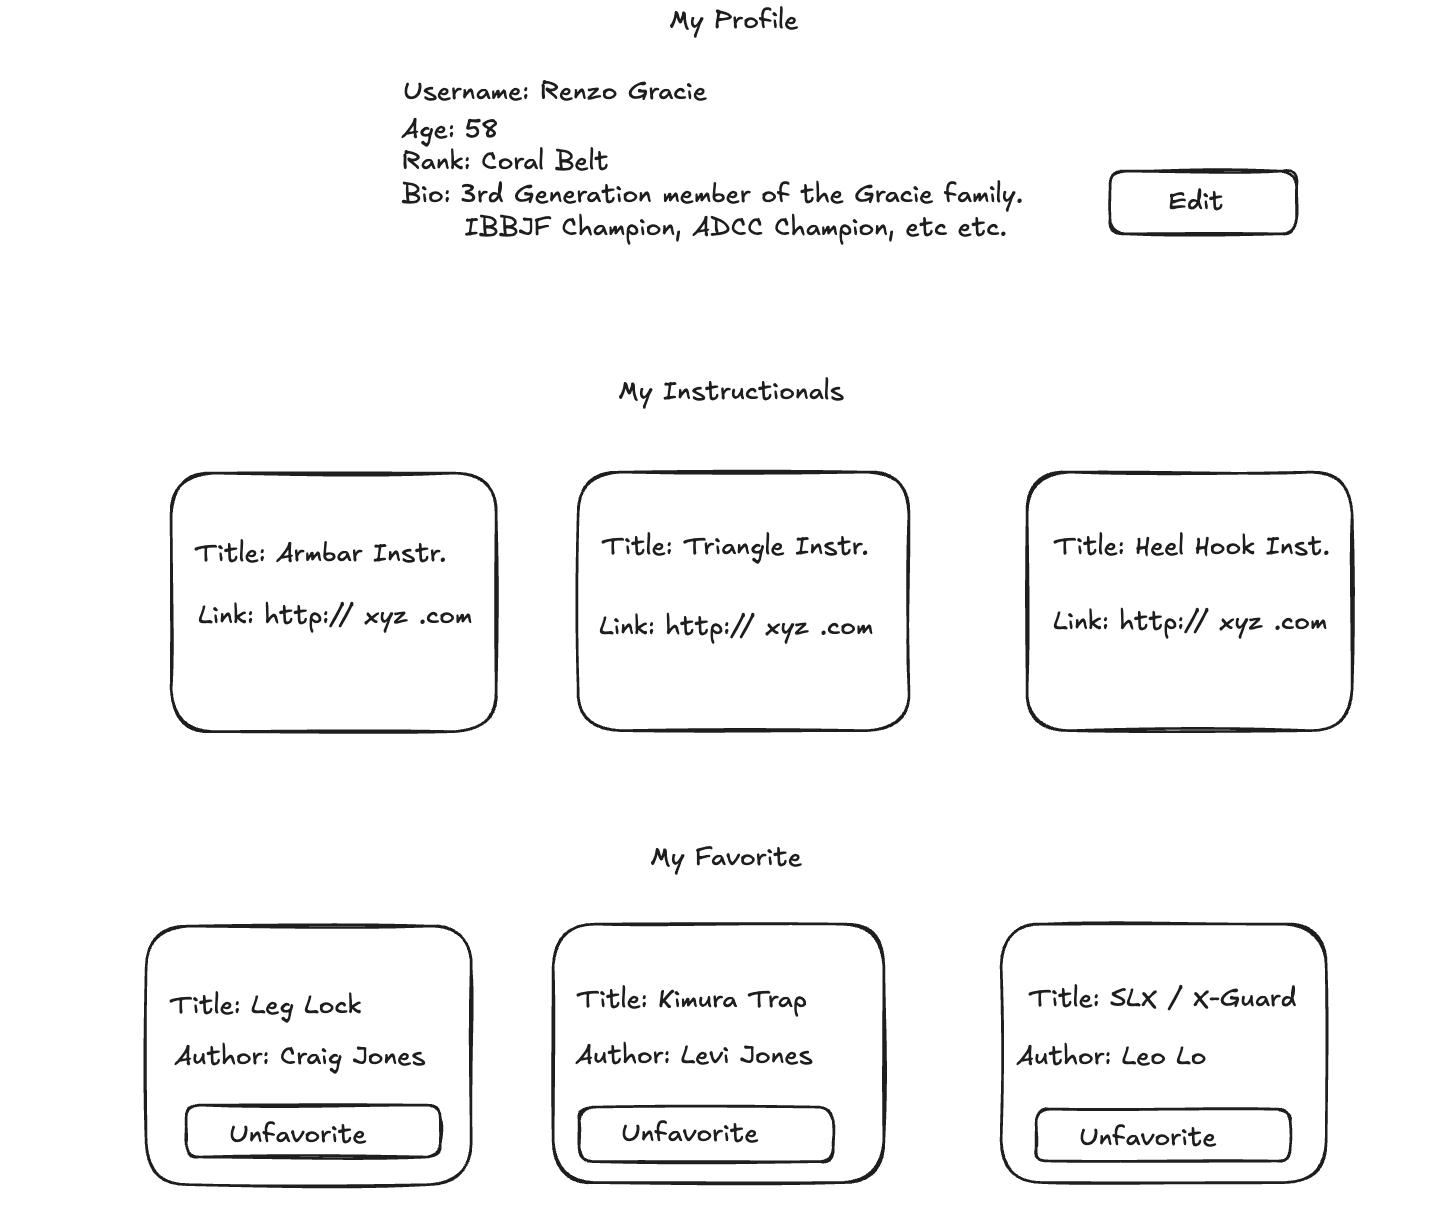 My Profile
Username: Renzo Gracie
Age: 58
Rank: Coral Belt
Bio: 3rd Generation member of the Gracie family.
IBBJF Champion, ADCC Champion, etc etc.
Edit
My Instructionals
Title: Armbar Instr.
Link: http:// xyz .com
Title: Triangle Instr.
Link: http:// xyz .com
Title: Heel Hook Inst.
Link: http:// xyz .com
My Favorite
Title: Leg Lock
Author: Craig Jones
Unfavorite
Title: Kimura Trap
Author: Levi Jones
Unfavorite
Title: SLX / X-Guard
Author: Leo Lo
Unfavorite